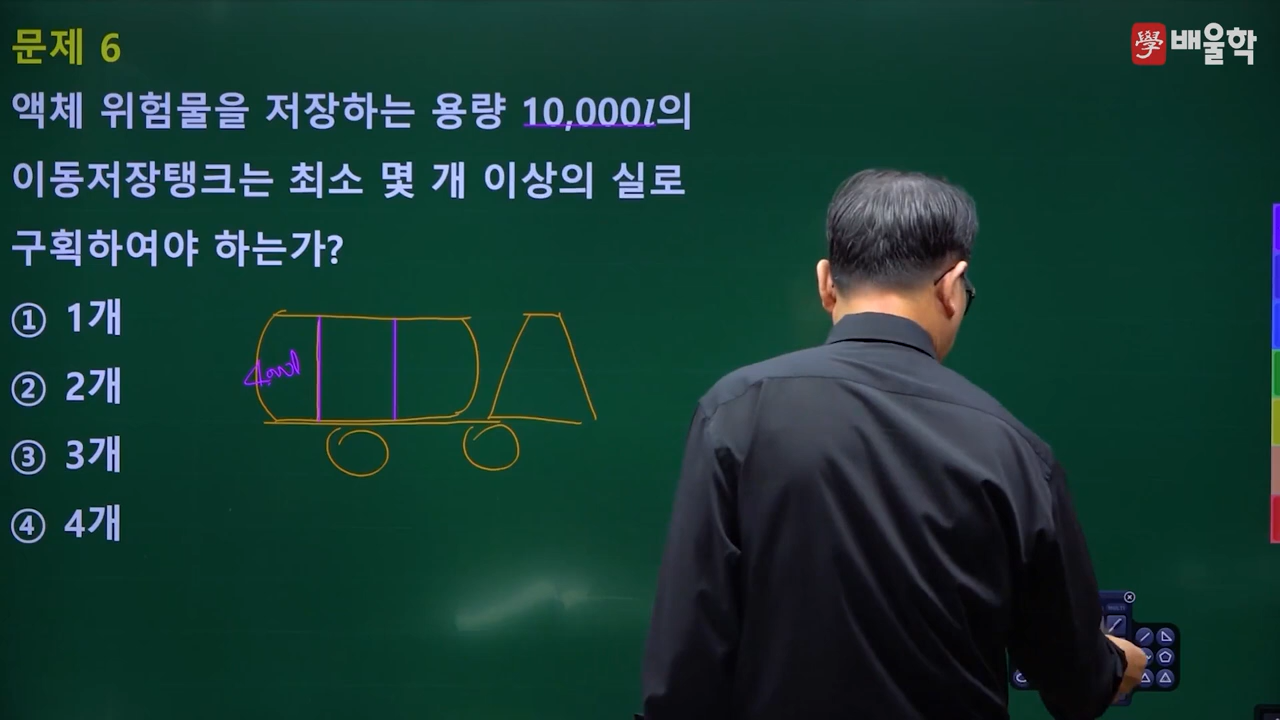 문제 6
學 배울학
액체 위험물을 저장하는 용량 10,000l의
이동저장탱크는 최소 몇 개 이상의 실로
구획하여야 하는가?
① 1개
② 2개
③ 3개
④ 4개